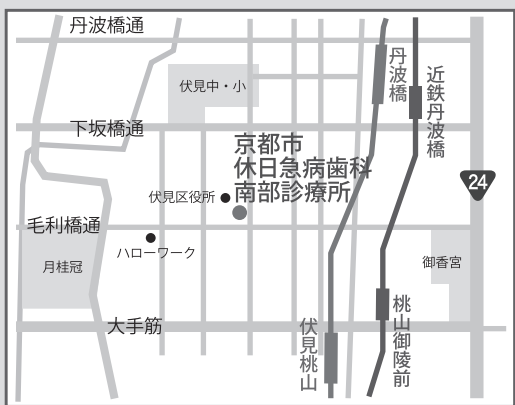 丹波橋通
伏見中・小
丹波橋
近鉄丹波橋
下坂橋通
京都市
休日急病歯科
南部診療所
伏見区役所
24
毛利橋通
ハローワーク
月桂冠
御香宮
大手筋
伏見桃山
桃山御陵前